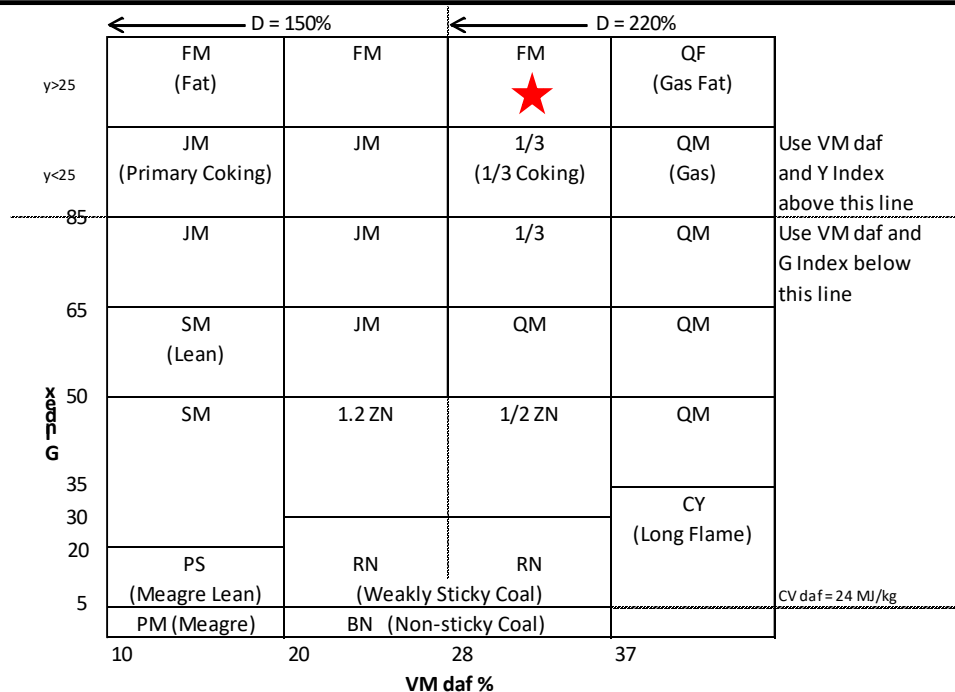 D = 150% D = 220%
FM FM FM QF
y>25 (Fat) (Gas Fat)
JM JM 1/3 QM Use VM daf
y<25 (Primary Coking) (1/3 Coking) (Gas) and Y Index
above this line
85
JM JM 1/3 QM Use VM daf and
G Index below
this line
65
SM JM QM QM
(Lean)
50
SM 1.2 ZN 1/2 ZN QM
G Index
35
CY
30
(Long Flame)
20
PS RN RN
(Meagre Lean) (Weakly Sticky Coal) CV daf = 24 MJ/kg
5
PM (Meagre) BN (Non-sticky Coal)
10 20 28 37
VM daf %